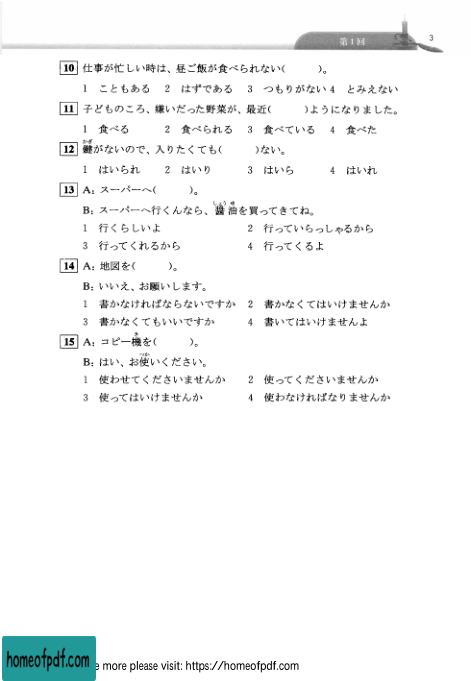 第1回
3
10 仕事が忙しい時は、昼ご飯が食べられない(　　)。
1 こともある 2 はずである 3 つもりがない 4 とみえない
11 子どものころ、嫌いだった野菜が、最近(　　)ようになりました。
1 食べる 2 食べられる 3 食べている 4 食べた
12 鍵がないので、入りたくても(　　)ない。
1 はいられ 2 はいり 3 はいら 4 はいれ
13 A：スーパーへ(　　)。
B：スーパーへ行くんなら、醤油を買ってきてね。
1 行くらしいよ 2 行っていらっしゃるから
3 行ってくれるから 4 行ってくるよ
14 A：地図を(　　)。
B：いいえ、お願いします。
1 書かなければならないですか 2 書かなくてはいけませんか
3 書かなくてもいいですか 4 書いてはいけませんよ
15 A：コピー機を(　　)。
B：はい、お使いください。
1 使わせてくださいませんか 2 使ってくださいませんか
3 使ってはいけませんか 4 使わなければなりませんか
homeofpdf.com
e more please visit: https://homeofpdf.com